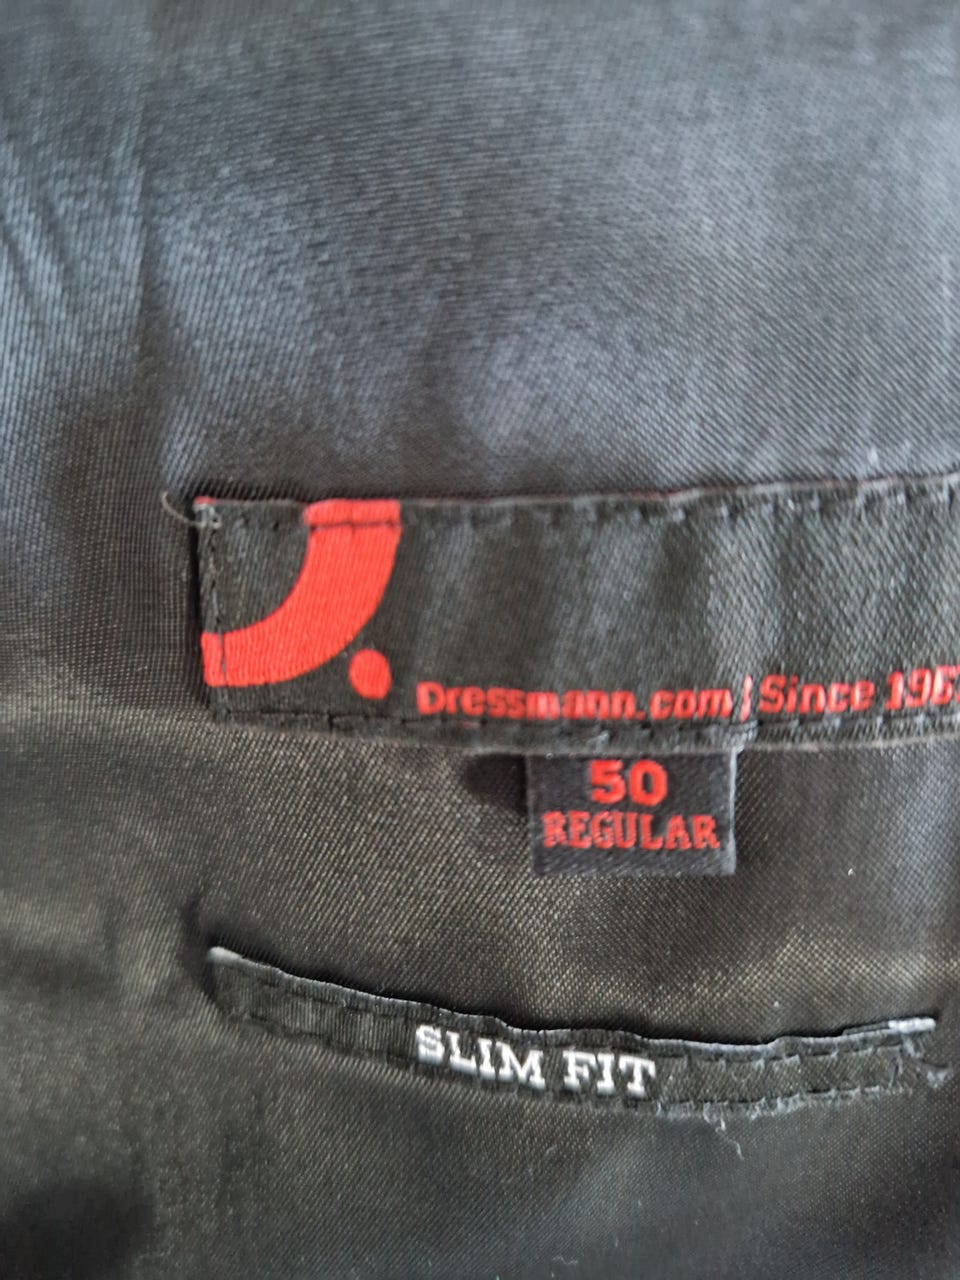 Dressmann.com | Since
50
REGULAR
SLIM FIT